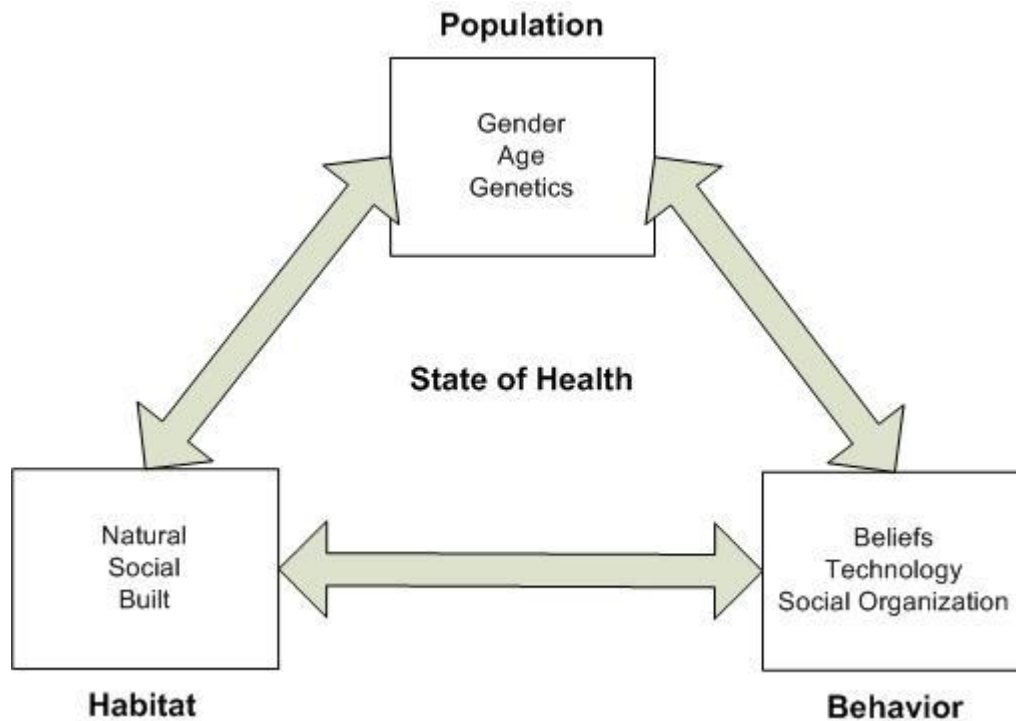 Population
Gender
Age
Genetics
State of Health
Natural
Social
Built
Habitat
Beliefs
Technology
Social Organization
Behavior